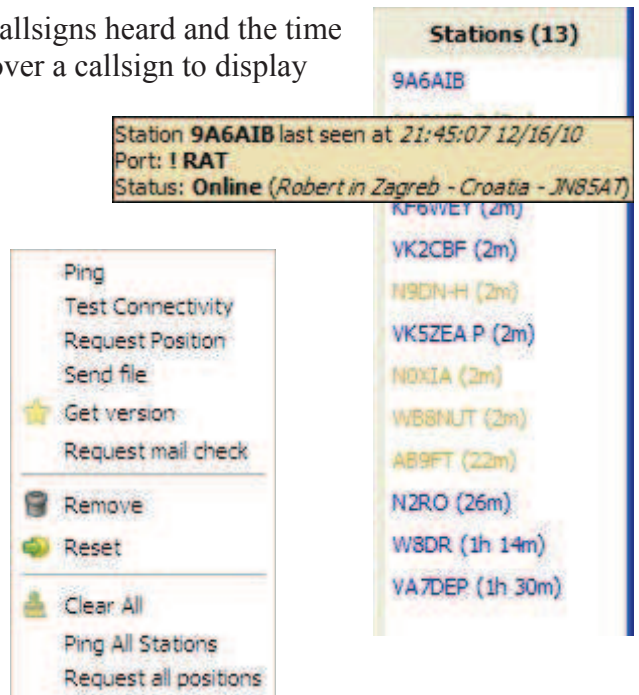 allsigns heard and the time
over a callsign to display
Stations (13)
9A6AIB
Station 9A6AIB last seen at 21:45:07 12/16/10
Port: ! RAT
Status: Online (Robert in Zagreb - Croatia - JN85AT)
KF6WEY (2m)
VK2CBF (2m)
N9DN-H (2m)
VK5ZEA P (2m)
N0XIA (2m)
WB8NUT (2m)
AB9FT (22m)
N2RO (26m)
W8DR (1h 14m)
VA7DEP (1h 30m)
Ping
Test Connectivity
Request Position
Send file
Get version
Request mail check
Remove
Reset
Clear All
Ping All Stations
Request all positions